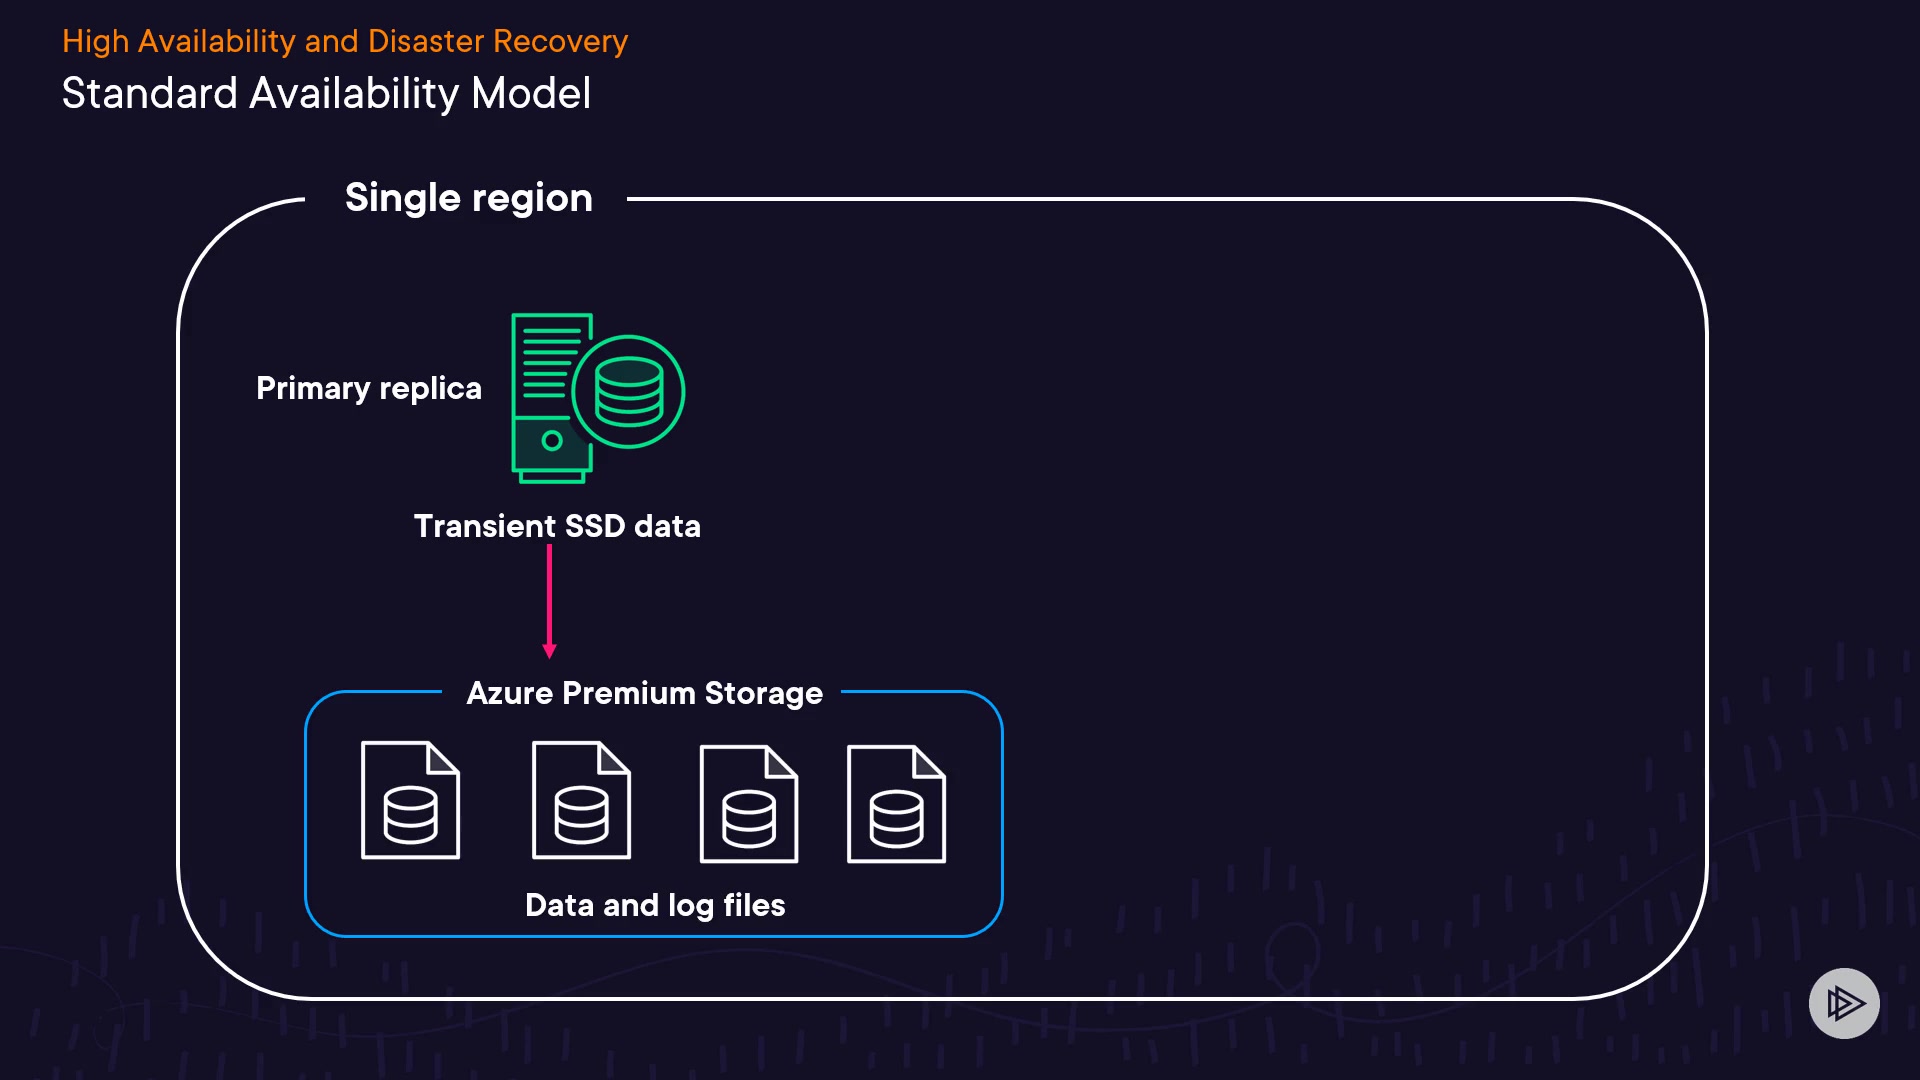 High Availability and Disaster Recovery
Standard Availability Model
Single region
Primary replica
Transient SSD data
Azure Premium Storage
Data and log files